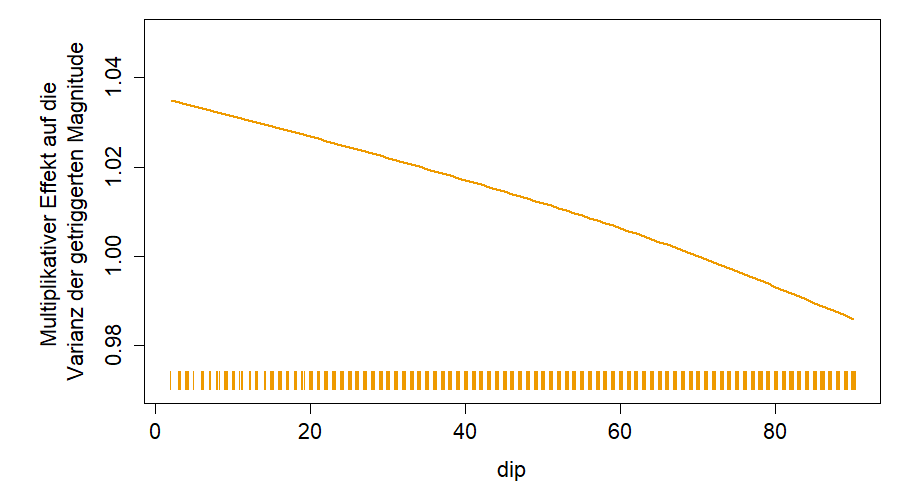 Multiplikativer Effekt auf die
Varianz der getriggerten Magnitude
1.04
1.02
1.00
0.98
0 20 40 60 80
dip